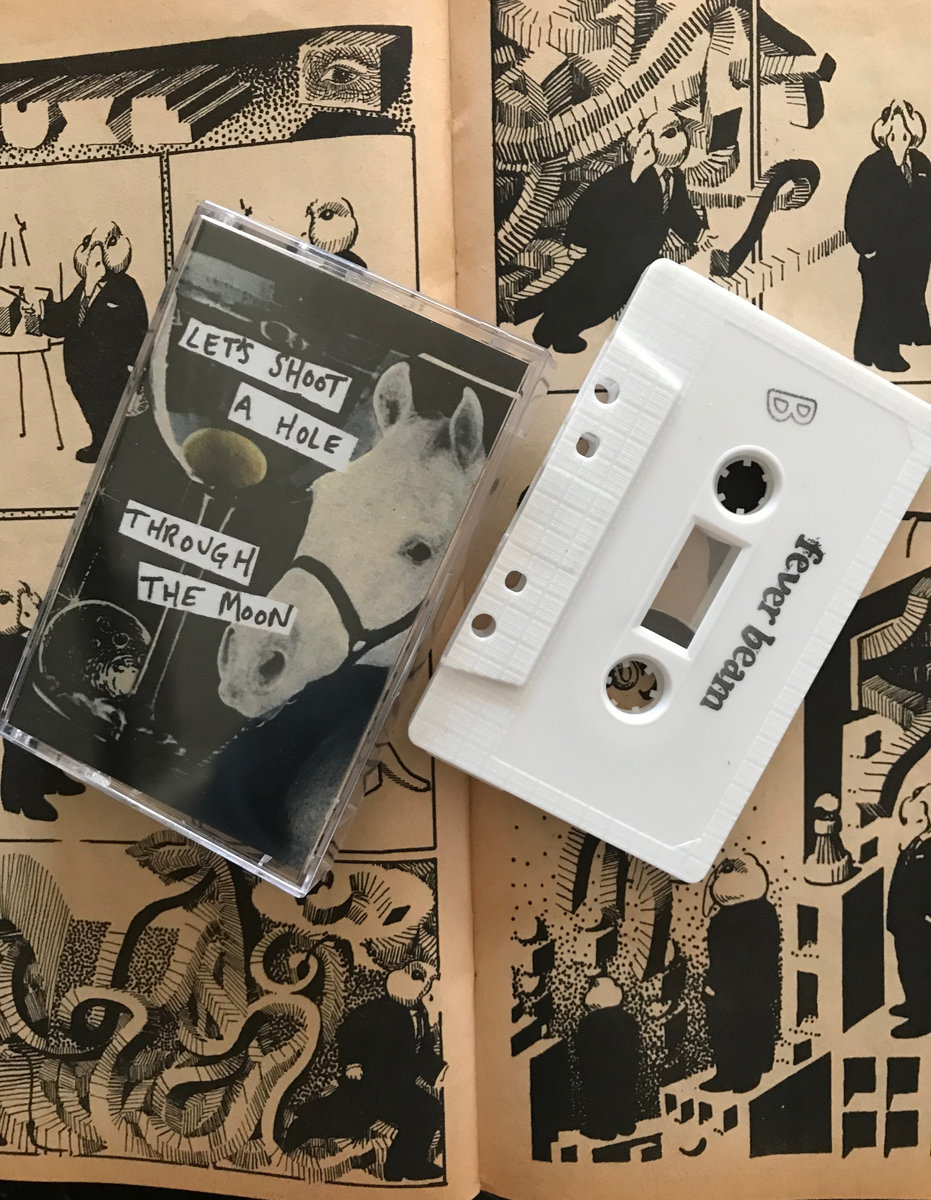 LET'S SHOOT
A HOLE
THROUGH
THE MOON
B
fever beam